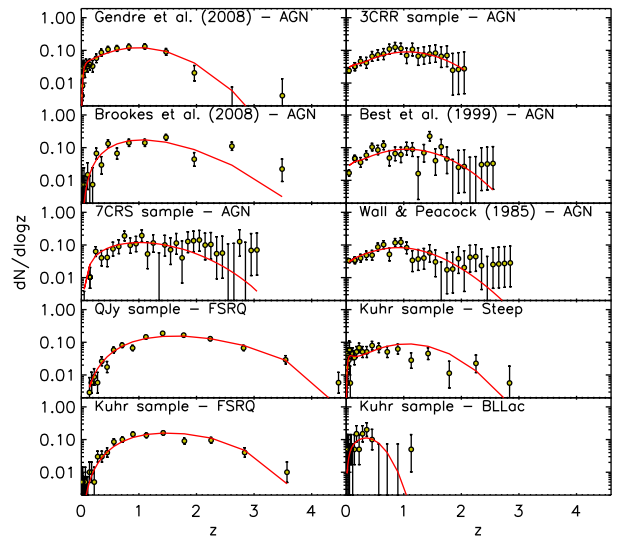 Gendre et al. (2008) – AGN
3CRR sample – AGN
1.00
0.10
0.01
Brookes et al. (2008) – AGN
Best et al. (1999) – AGN
1.00
0.10
0.01
7CRS sample – AGN
Wall & Peacock (1985) – AGN
1.00
0.10
0.01
QJy sample – FSRQ
Kuhr sample – Steep
1.00
0.10
0.01
Kuhr sample – FSRQ
Kuhr sample – BLLac
1.00
0.10
0.01
dN/dlogz
0 1 2 3 4
0 1 2 3 4
z
z